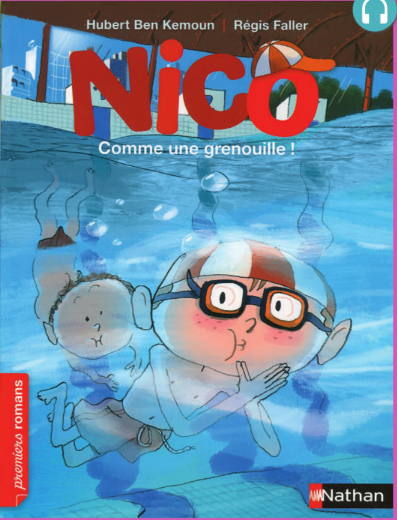 Hubert Ben Kemoun | Régis Faller
Nico
Comme une grenouille !
premiers romans
Nathan